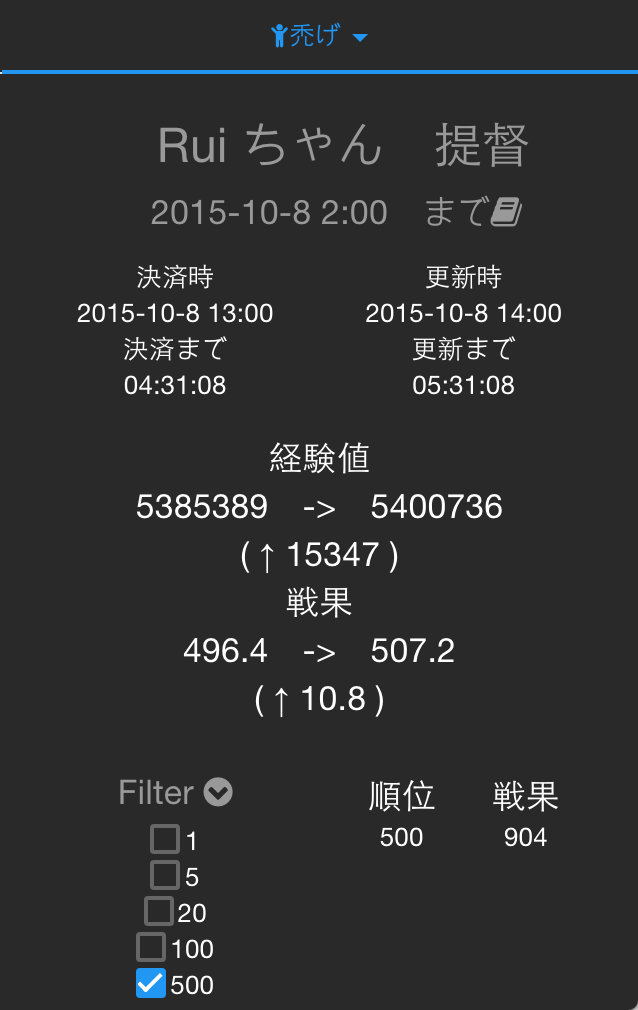 禿げ
Rui ちゃん　提督
2015-10-8 2:00　まで
決済時
2015-10-8 13:00
決済まで
04:31:08
更新時
2015-10-8 14:00
更新まで
05:31:08
経験値
5385389　->　5400736
( ↑ 15347 )
戦果
496.4　->　507.2
( ↑ 10.8 )
Filter
1
5
20
100
500
順位　戦果
500　904